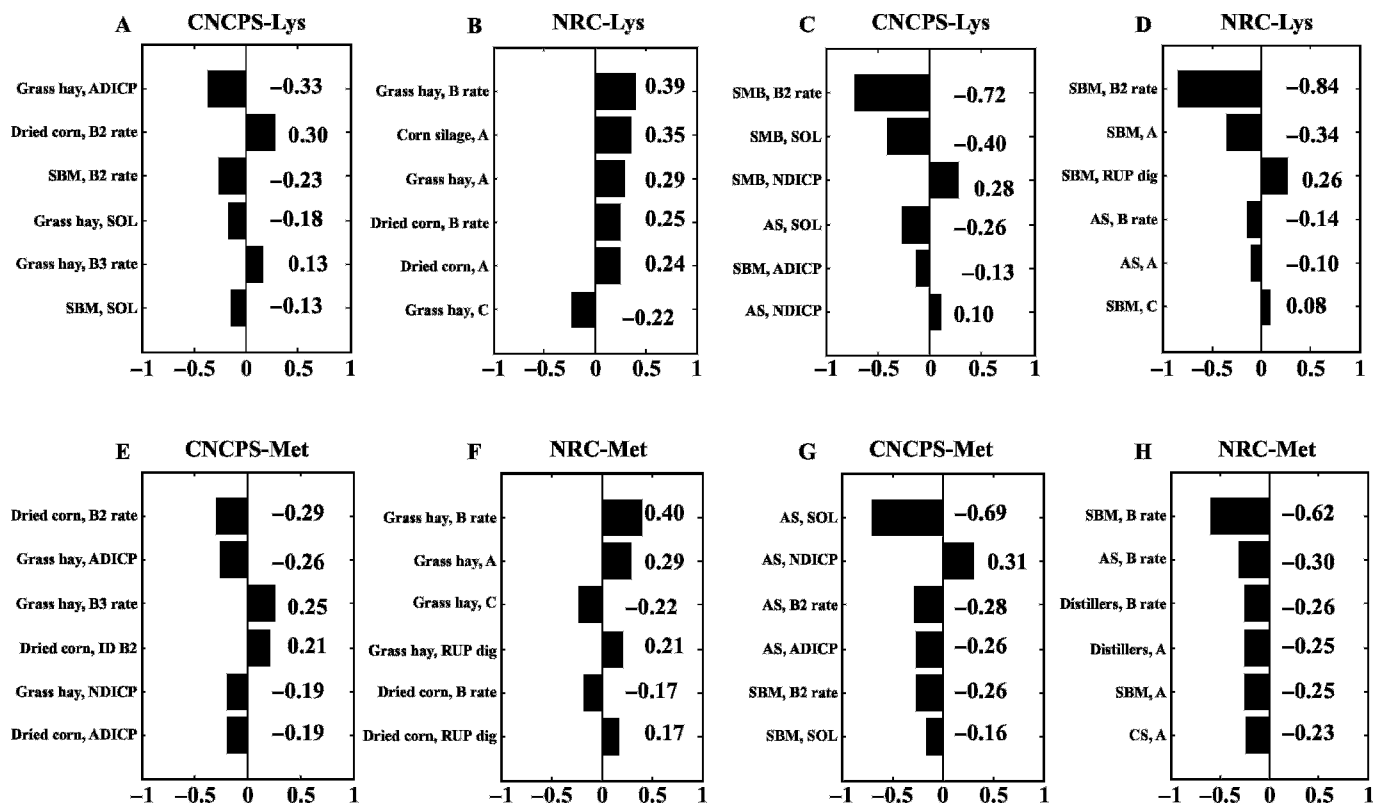 A CNCPS-Lys
Grass hay, ADICP −0.33
Dried corn, B2 rate 0.30
SBM, B2 rate −0.23
Grass hay, SOL −0.18
Grass hay, B3 rate 0.13
SBM, SOL −0.13
−1 −0.5 0 0.5 1
B NRC-Lys
Grass hay, B rate 0.39
Corn silage, A 0.35
Grass hay, A 0.29
Dried corn, B rate 0.25
Dried corn, A 0.24
Grass hay, C −0.22
−1 −0.5 0 0.5 1
C CNCPS-Lys
SMB, B2 rate −0.72
SMB, SOL −0.40
SMB, NDICP 0.28
AS, SOL −0.26
SBM, ADICP −0.13
AS, NDICP 0.10
−1 −0.5 0 0.5 1
D NRC-Lys
SBM, B2 rate −0.84
SBM, A −0.34
SBM, RUP dig 0.26
AS, B rate −0.14
AS, A −0.10
SBM, C 0.08
−1 −0.5 0 0.5 1
E CNCPS-Met
Dried corn, B2 rate −0.29
Grass hay, ADICP −0.26
Grass hay, B3 rate 0.25
Dried corn, ID B2 0.21
Grass hay, NDICP −0.19
Dried corn, ADICP −0.19
−1 −0.5 0 0.5 1
F NRC-Met
Grass hay, B rate 0.40
Grass hay, A 0.29
Grass hay, C −0.22
Grass hay, RUP dig 0.21
Dried corn, B rate −0.17
Dried corn, RUP dig 0.17
−1 −0.5 0 0.5 1
G CNCPS-Met
AS, SOL −0.69
AS, NDICP 0.31
AS, B2 rate −0.28
AS, ADICP −0.26
SBM, B2 rate −0.26
SBM, SOL −0.16
−1 −0.5 0 0.5 1
H NRC-Met
SBM, B rate −0.62
AS, B rate −0.30
Distillers, B rate −0.26
Distillers, A −0.25
SBM, A −0.25
CS, A −0.23
−1 −0.5 0 0.5 1